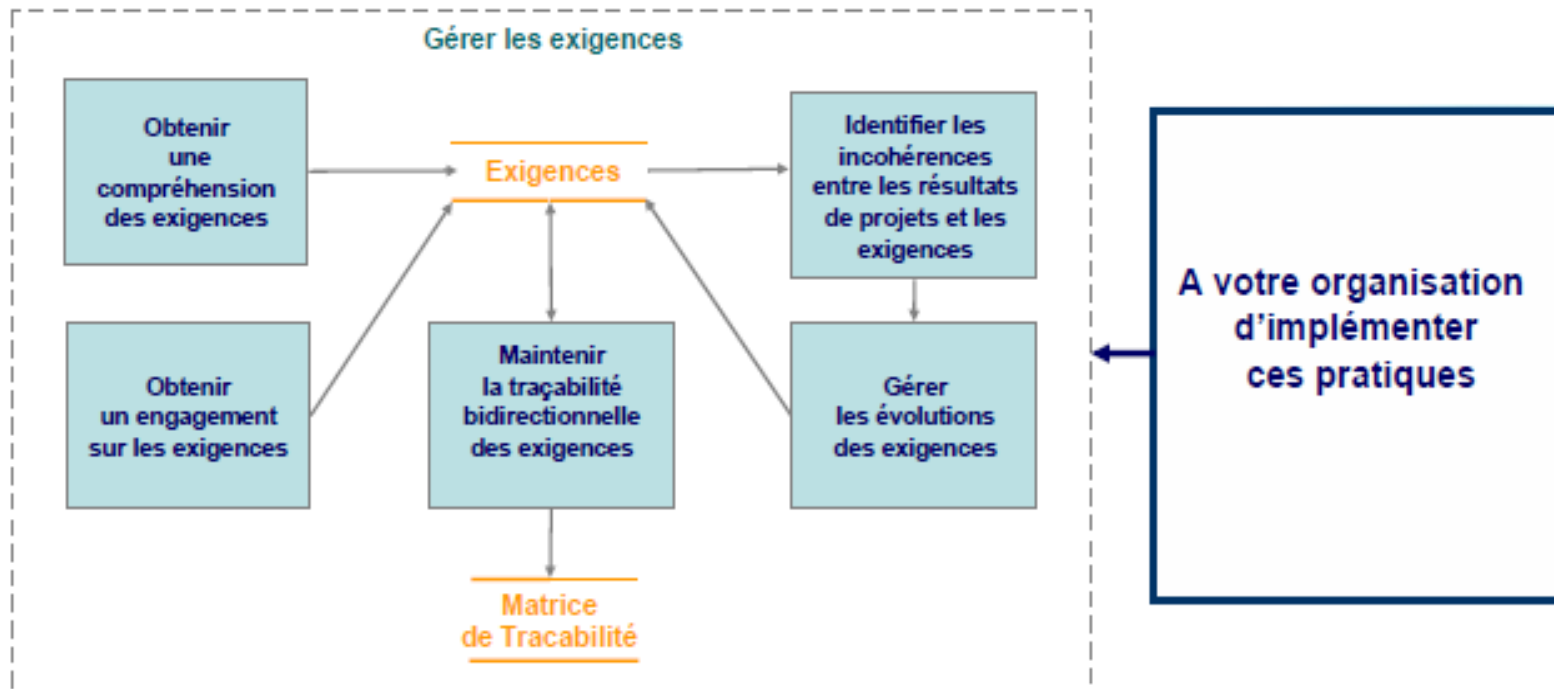 Gérer les exigences
Obtenir
une
compréhension
des exigences
Exigences
Identifier les
incohérences
entre les résultats
de projets et les
exigences
Obtenir
un engagement
sur les exigences
Maintenir
la traçabilité
bidirectionnelle
des exigences
Gérer
les évolutions
des exigences
Matrice
de Tracabilité
A votre organisation
d'implémenter
ces pratiques